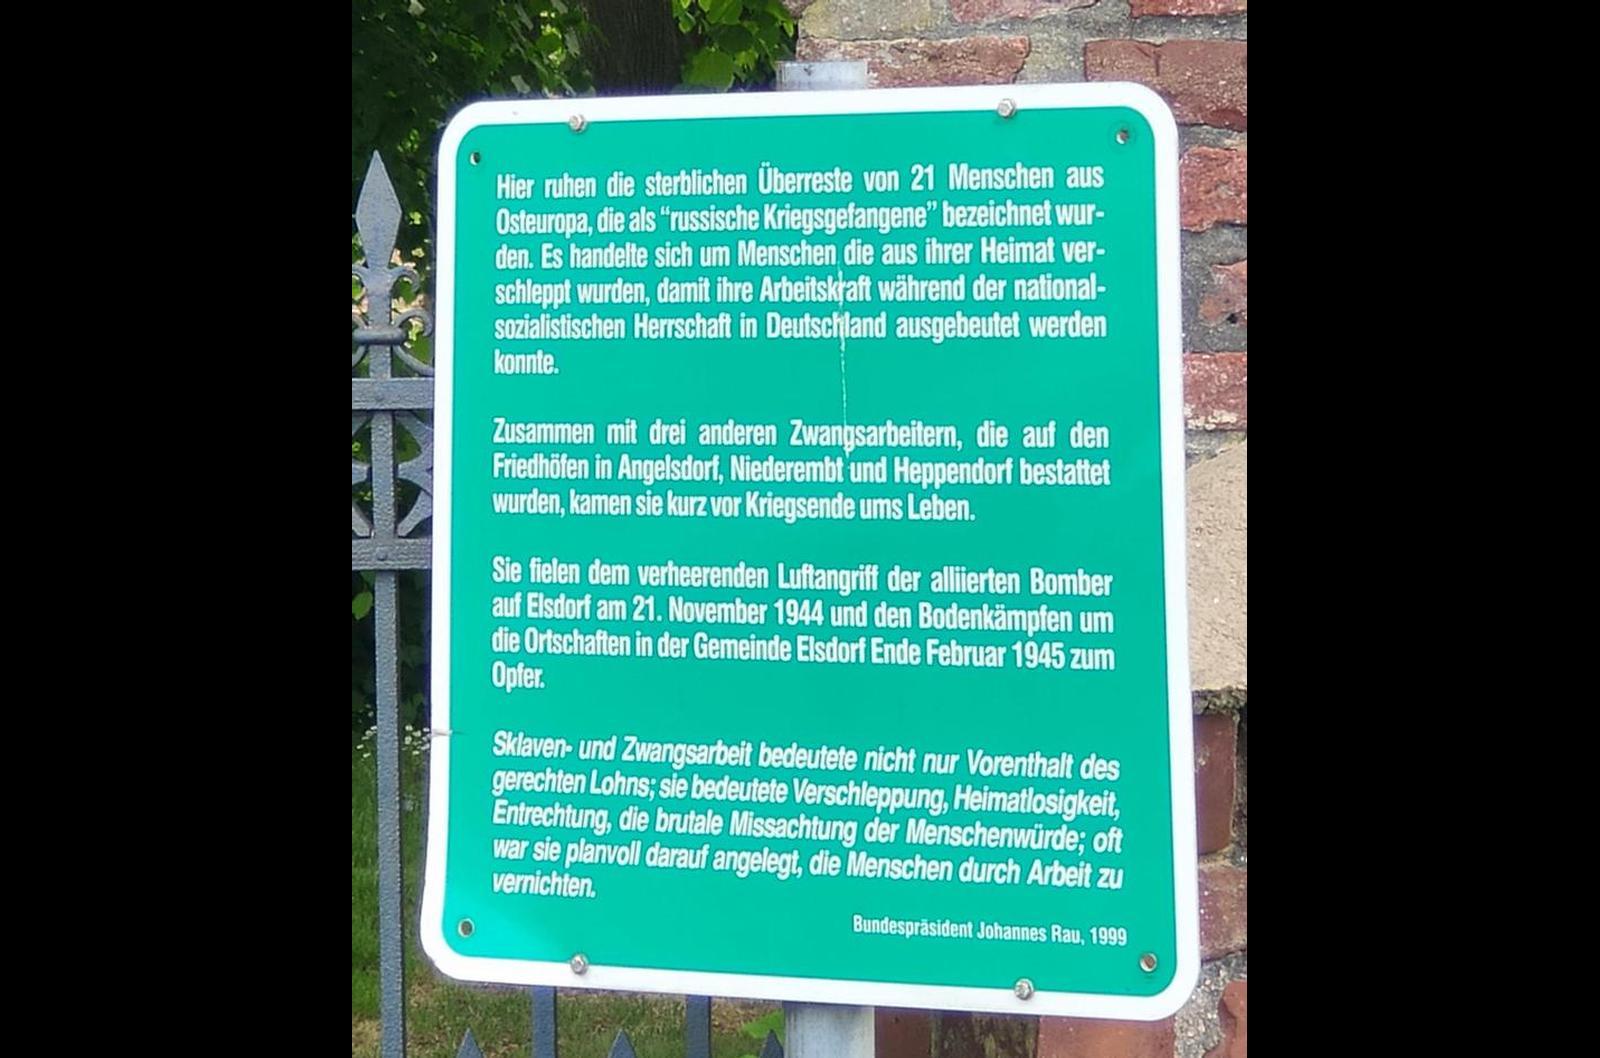 Hier ruhen die sterblichen Überreste von 21 Menschen aus
Osteuropa, die als “russische Kriegsgefangene” bezeichnet wur-
den. Es handelte sich um Menschen die aus ihrer Heimat ver-
schleppt wurden, damit ihre Arbeitskraft während der national-
sozialistischen Herrschaft in Deutschland ausgebeutet werden
konnte.
Zusammen mit drei anderen Zwangsarbeitern, die auf den
Friedhöfen in Angelsdorf, Niederembt und Heppendorf bestattet
wurden, kamen sie kurz vor Kriegsende ums Leben.
Sie fielen dem verheerenden Luftangriff der alliierten Bomber
auf Elsdorf am 21. November 1944 und den Bodenkämpfen um
die Ortschaften in der Gemeinde Elsdorf Ende Februar 1945 zum
Opfer.
Sklaven- und Zwangsarbeit bedeutete nicht nur Vorenthalt des
gerechten Lohns; sie bedeutete Verschleppung, Heimatlosigkeit,
Entrechtung, die brutale Missachtung der Menschenwürde; oft
war sie planvoll darauf angelegt, die Menschen durch Arbeit zu
vernichten.
Bundespräsident Johannes Rau, 1999